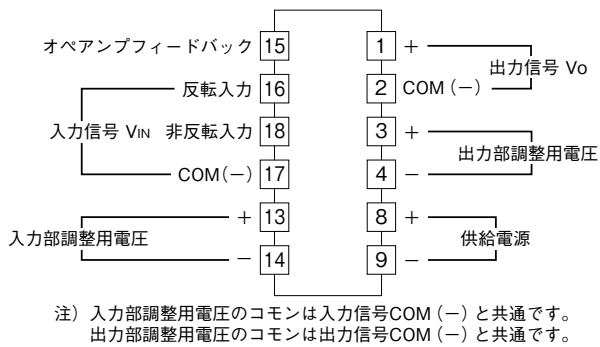 オペアンプフィードバック 15 1 +
出力信号 Vo
反転入力 16 2 COM（－）
入力信号 VIN 非反転入力 18 3 +
出力部調整用電圧
COM（－） 17 4 －
+ 13 8 +
入力部調整用電圧 供給電源
－ 14 9 －
注）入力部調整用電圧のコモンは入力信号COM（－）と共通です。
出力部調整用電圧のコモンは出力信号COM（－）と共通です。